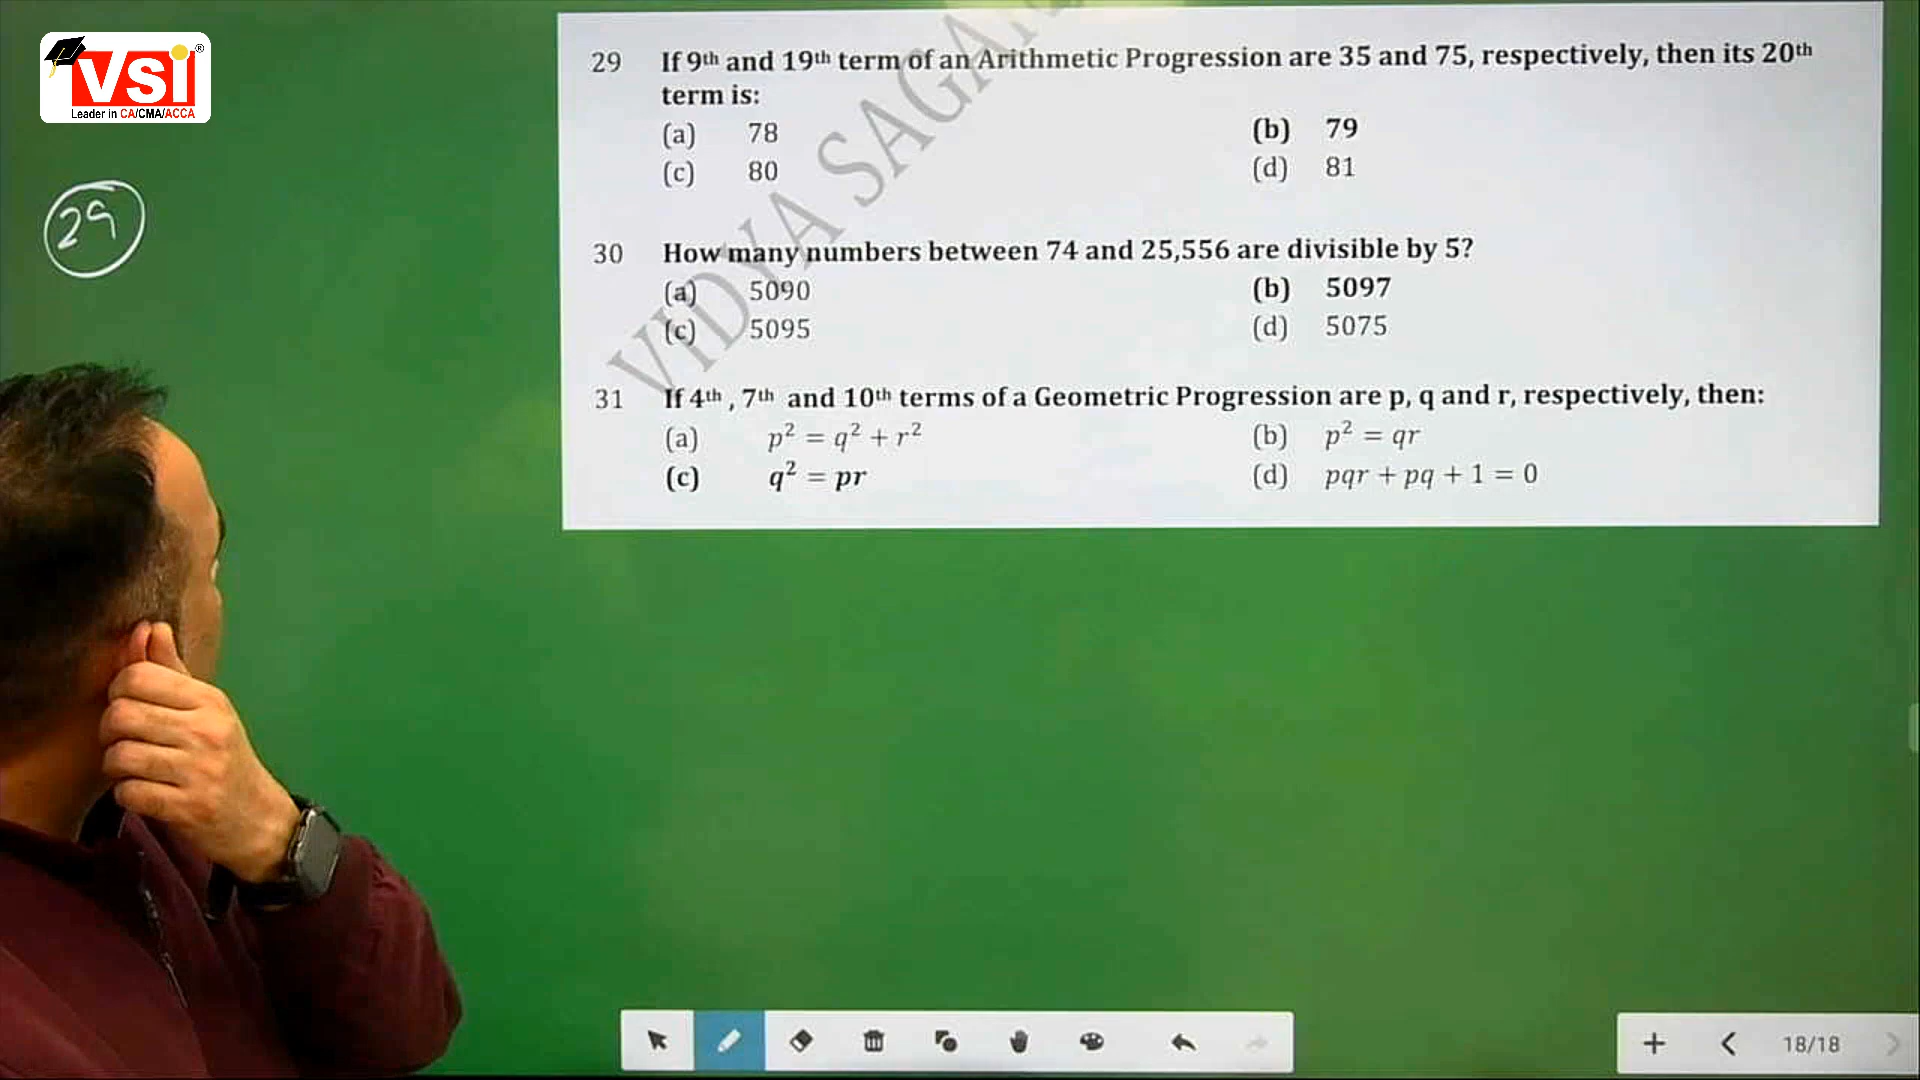 VSI ®
Leader in CA/CMA/ACCA
29
29 If 9th and 19th term of an Arithmetic Progression are 35 and 75, respectively, then its 20th
term is:
(a) 78 (b) 79
(c) 80 (d) 81
30 How many numbers between 74 and 25,556 are divisible by 5?
(a) 5090 (b) 5097
(c) 5095 (d) 5075
31 If 4th , 7th and 10th terms of a Geometric Progression are p, q and r, respectively, then:
(a) p² = q² + r² (b) p² = qr
(c) q² = pr (d) pqr + pq + 1 = 0
VIDYA SAGAR
18/18